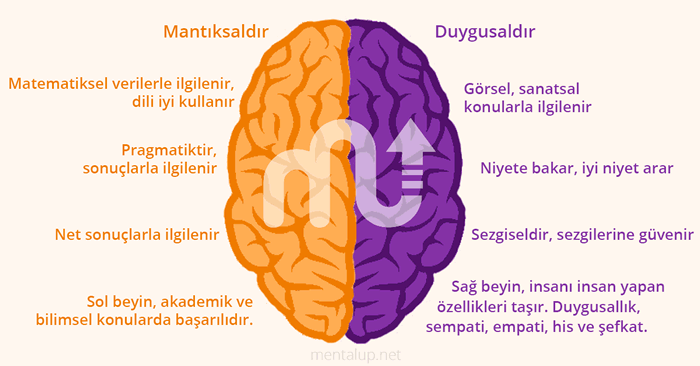 Mantıksaldır
Matematiksel verilerle ilgilenir,
dili iyi kullanır
Pragmatiktir,
sonuçlarla ilgilenir
Net sonuçlarla ilgilenir
Sol beyin, akademik ve
bilimsel konularda başarılıdır.
Duygusaldır
Görsel, sanatsal
konularla ilgilenir
Niyete bakar, iyi niyet arar
Sezgiseldir, sezgilerine güvenir
Sağ beyin, insanı insan yapan
özellikleri taşır. Duygusallık,
sempati, empati, his ve şefkat.
mentalup.net